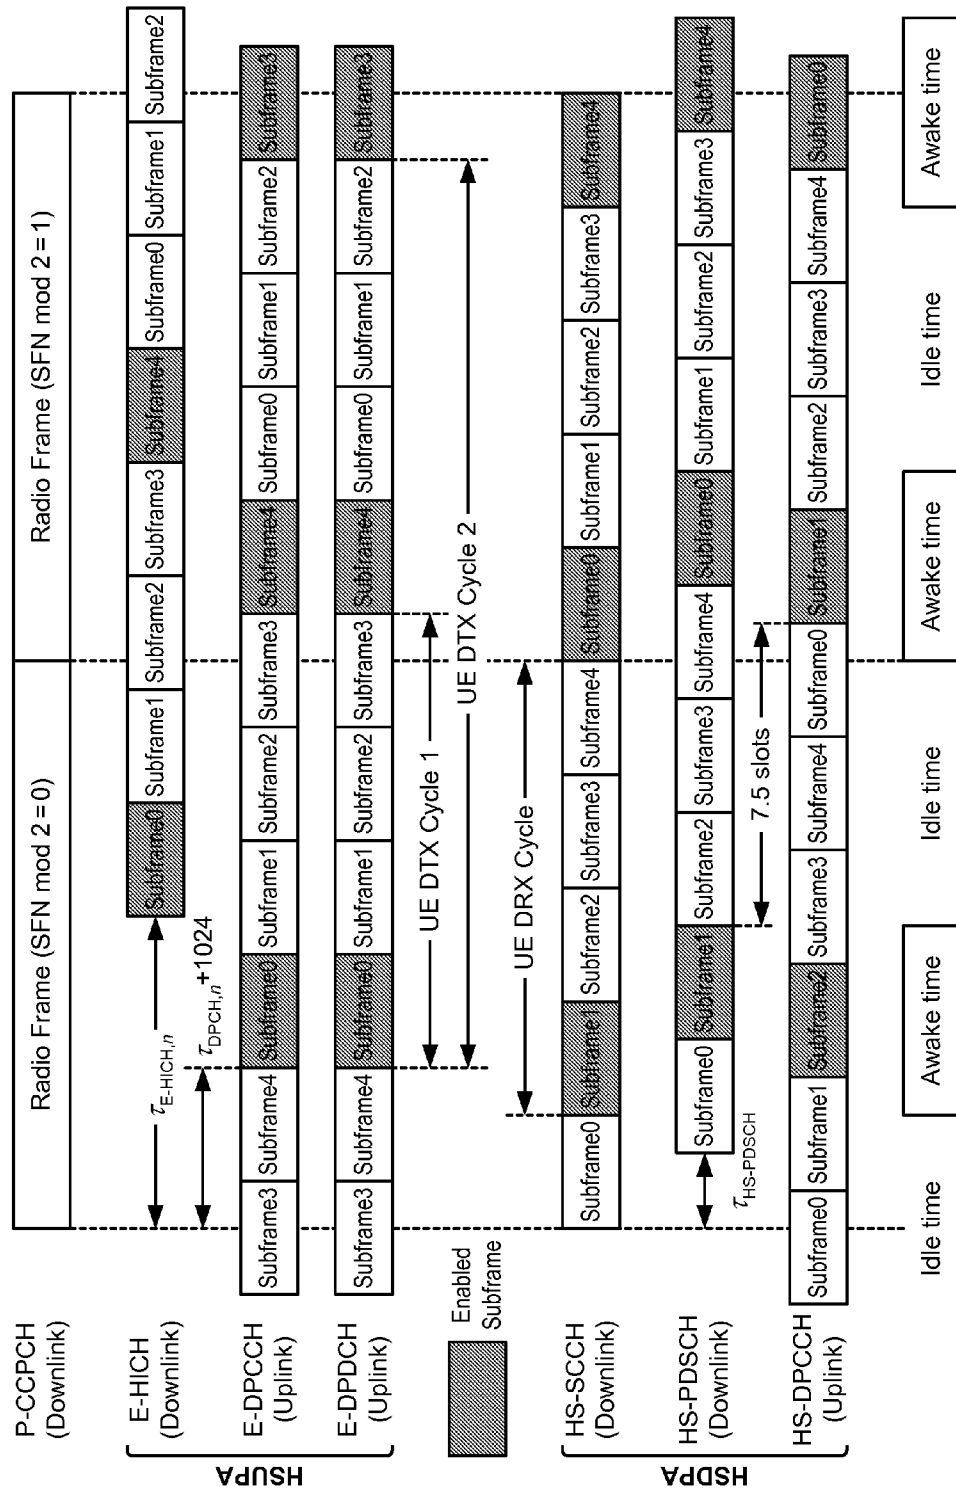 P-CCPCH
(Downlink)
Radio Frame (SFN mod 2 = 0)
Radio Frame (SFN mod 2 = 1)
HSUPA
E-HICH
(Downlink)
τE-HICH,n
Subframe0
Subframe1
Subframe2
Subframe3
Subframe4
Subframe0
Subframe1
Subframe2
τDPCH,n+1024
E-DPCCH
(Uplink)
Subframe3
Subframe4
Subframe0
Subframe1
Subframe2
Subframe3
Subframe4
Subframe0
Subframe1
Subframe2
Subframe3
E-DPDCH
(Uplink)
Subframe3
Subframe4
Subframe0
Subframe1
Subframe2
Subframe3
Subframe4
Subframe0
Subframe1
Subframe2
Subframe3
UE DTX Cycle 1
UE DTX Cycle 2
Enabled
Subframe
UE DRX Cycle
HSDPA
HS-SCCH
(Downlink)
Subframe0
Subframe1
Subframe2
Subframe3
Subframe4
Subframe0
Subframe1
Subframe2
Subframe3
Subframe4
HS-PDSCH
(Downlink)
Subframe0
Subframe1
Subframe2
Subframe3
Subframe4
Subframe0
Subframe1
Subframe2
Subframe3
Subframe4
τHS-PDSCH
7.5 slots
HS-DPCCH
(Uplink)
Subframe0
Subframe1
Subframe2
Subframe3
Subframe4
Subframe0
Subframe1
Subframe2
Subframe3
Subframe4
Subframe0
Idle time
Awake time
Idle time
Awake time
Idle time
Awake time